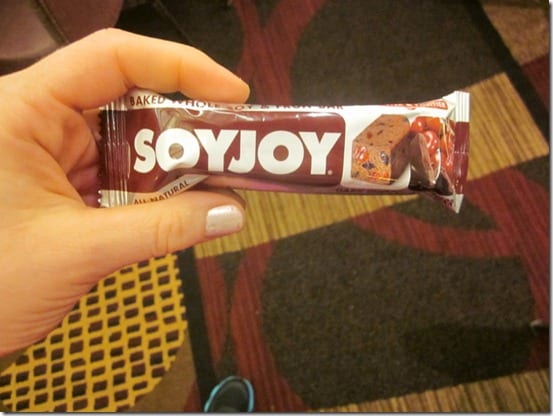 BAKED WHOLE SOY & FRUIT BAR
SOYJOY
ALL NATURAL